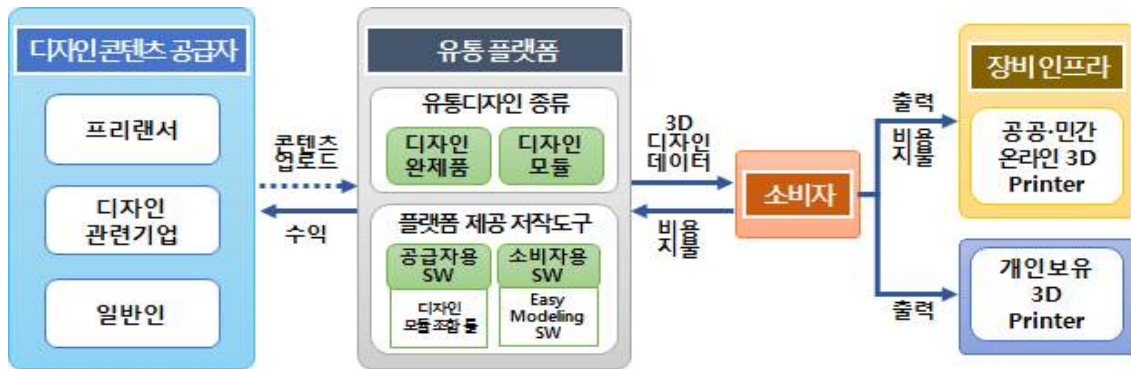 디자인 콘텐츠 공급자
프리랜서
디자인
관련기업
일반인
콘텐츠
업로드
수익
유통 플랫폼
유통디자인 종류
디자인
완제품
디자인
모듈
플랫폼 제공 저작도구
공급자용
SW
디자인
모듈조합 툴
소비자용
SW
Easy
Modeling
SW
3D
디자인
데이터
비용
지불
소비자
출력
비용
지불
출력
장비 인프라
공공·민간
온라인 3D
Printer
개인보유
3D
Printer